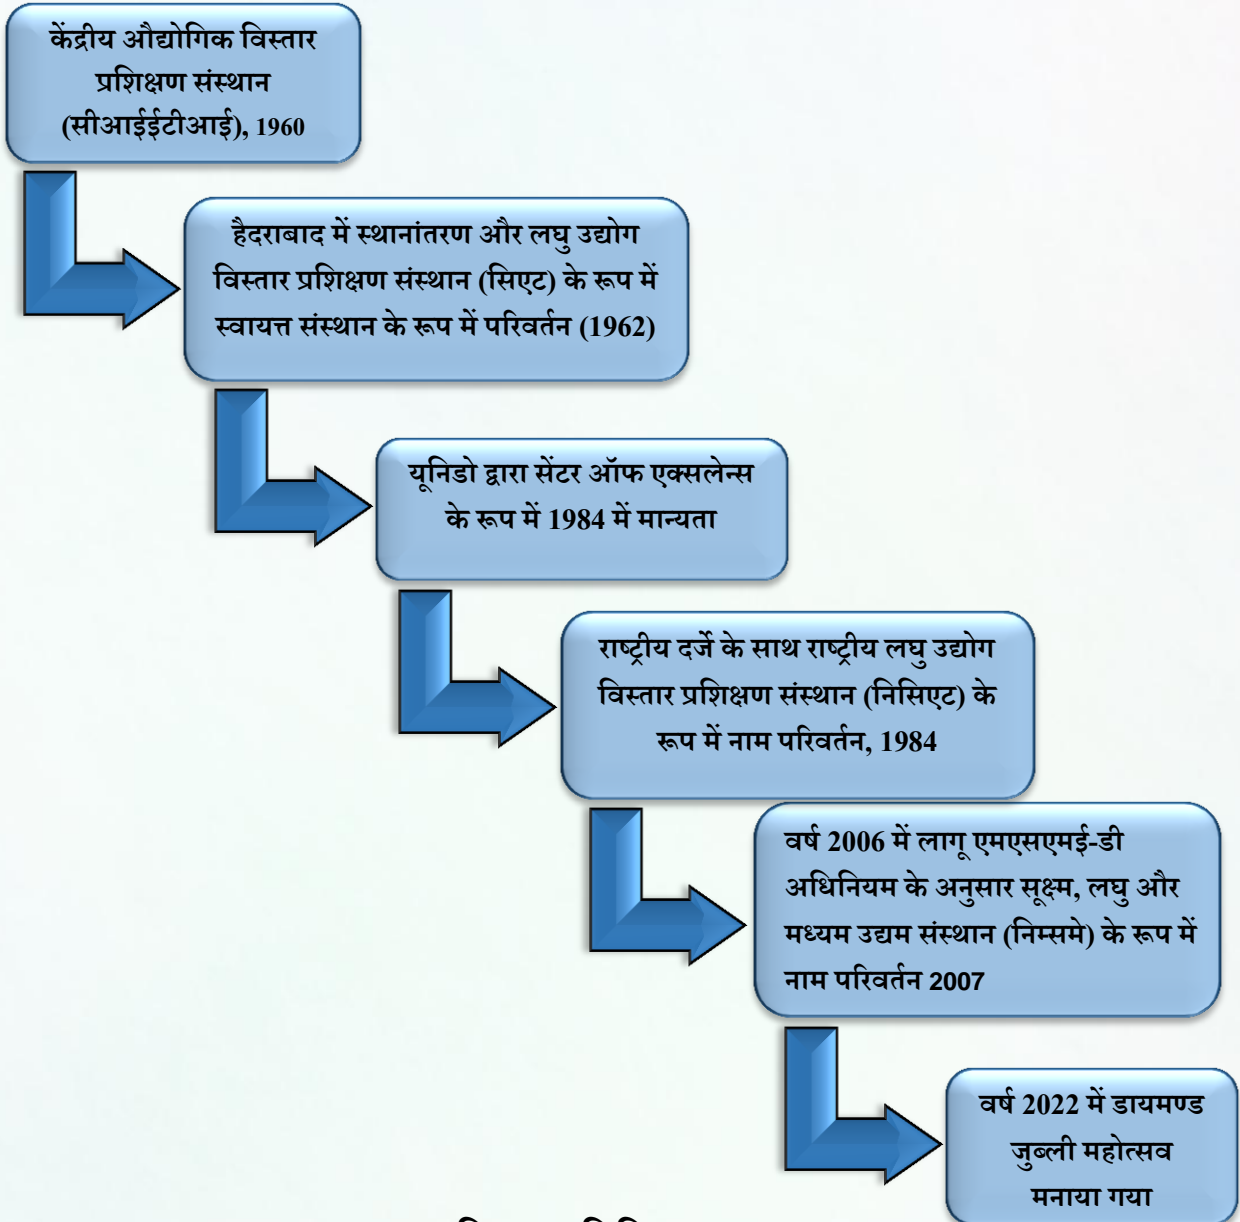 केंद्रीय औद्योगिक विस्तार
प्रशिक्षण संस्थान
(सीआईईटीआई), 1960
हैदराबाद में स्थानांतरण और लघु उद्योग
विस्तार प्रशिक्षण संस्थान (सिएट) के रूप में
स्वायत्त संस्थान के रूप में परिवर्तन (1962)
यूनिडो द्वारा सेंटर ऑफ एक्सलेन्स
के रूप में 1984 में मान्यता
राष्ट्रीय दर्जे के साथ राष्ट्रीय लघु उद्योग
विस्तार प्रशिक्षण संस्थान (निसिएट) के
रूप में नाम परिवर्तन, 1984
वर्ष 2006 में लागू एमएसएमई-डी
अधिनियम के अनुसार सूक्ष्म, लघु और
मध्यम उद्यम संस्थान (निम्समे) के रूप में
नाम परिवर्तन 2007
वर्ष 2022 में डायमण्ड
जुब्ली महोत्सव
मनाया गया